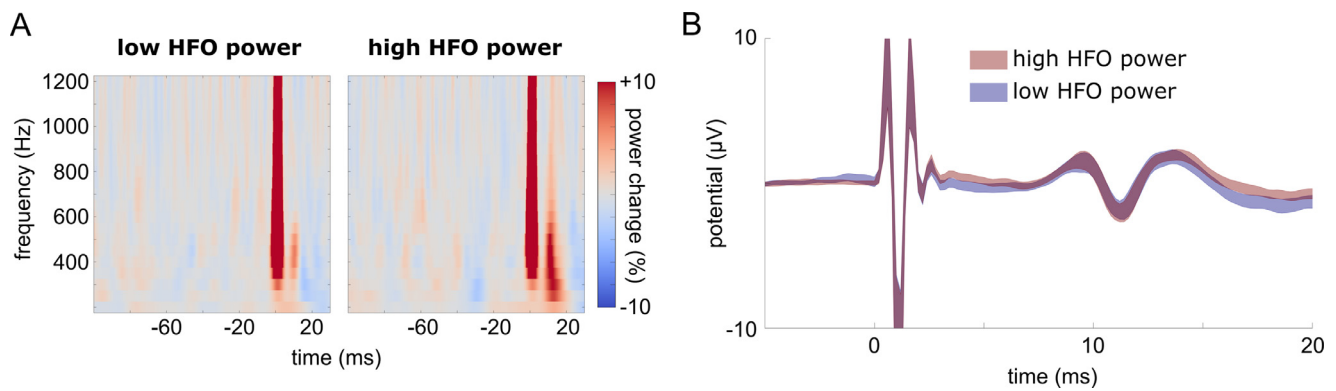 A
low HFO power
high HFO power
frequency (Hz)
1200
1000
800
600
400
-60
-20
20
-60
-20
20
time (ms)
+10
power change (%)
-10
B
10
potential (µV)
-10
high HFO power
low HFO power
0
10
20
time (ms)